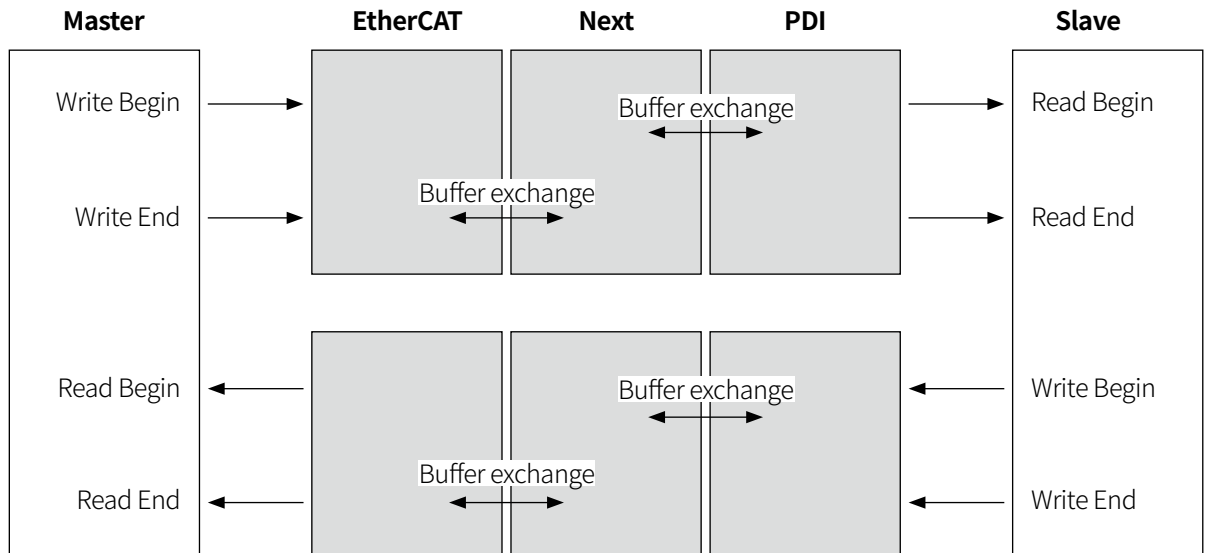 Master EtherCAT Next PDI Slave
Write Begin Buffer exchange Read Begin
Write End Buffer exchange Read End
Read Begin Buffer exchange Write Begin
Read End Buffer exchange Write End